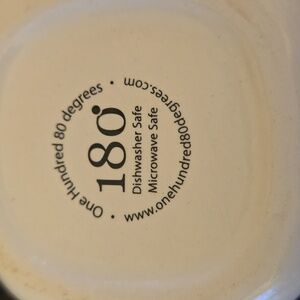 • One Hundred 80 degrees •
180
Dishwasher Safe
Microwave Safe
www.onehundred80degrees.com